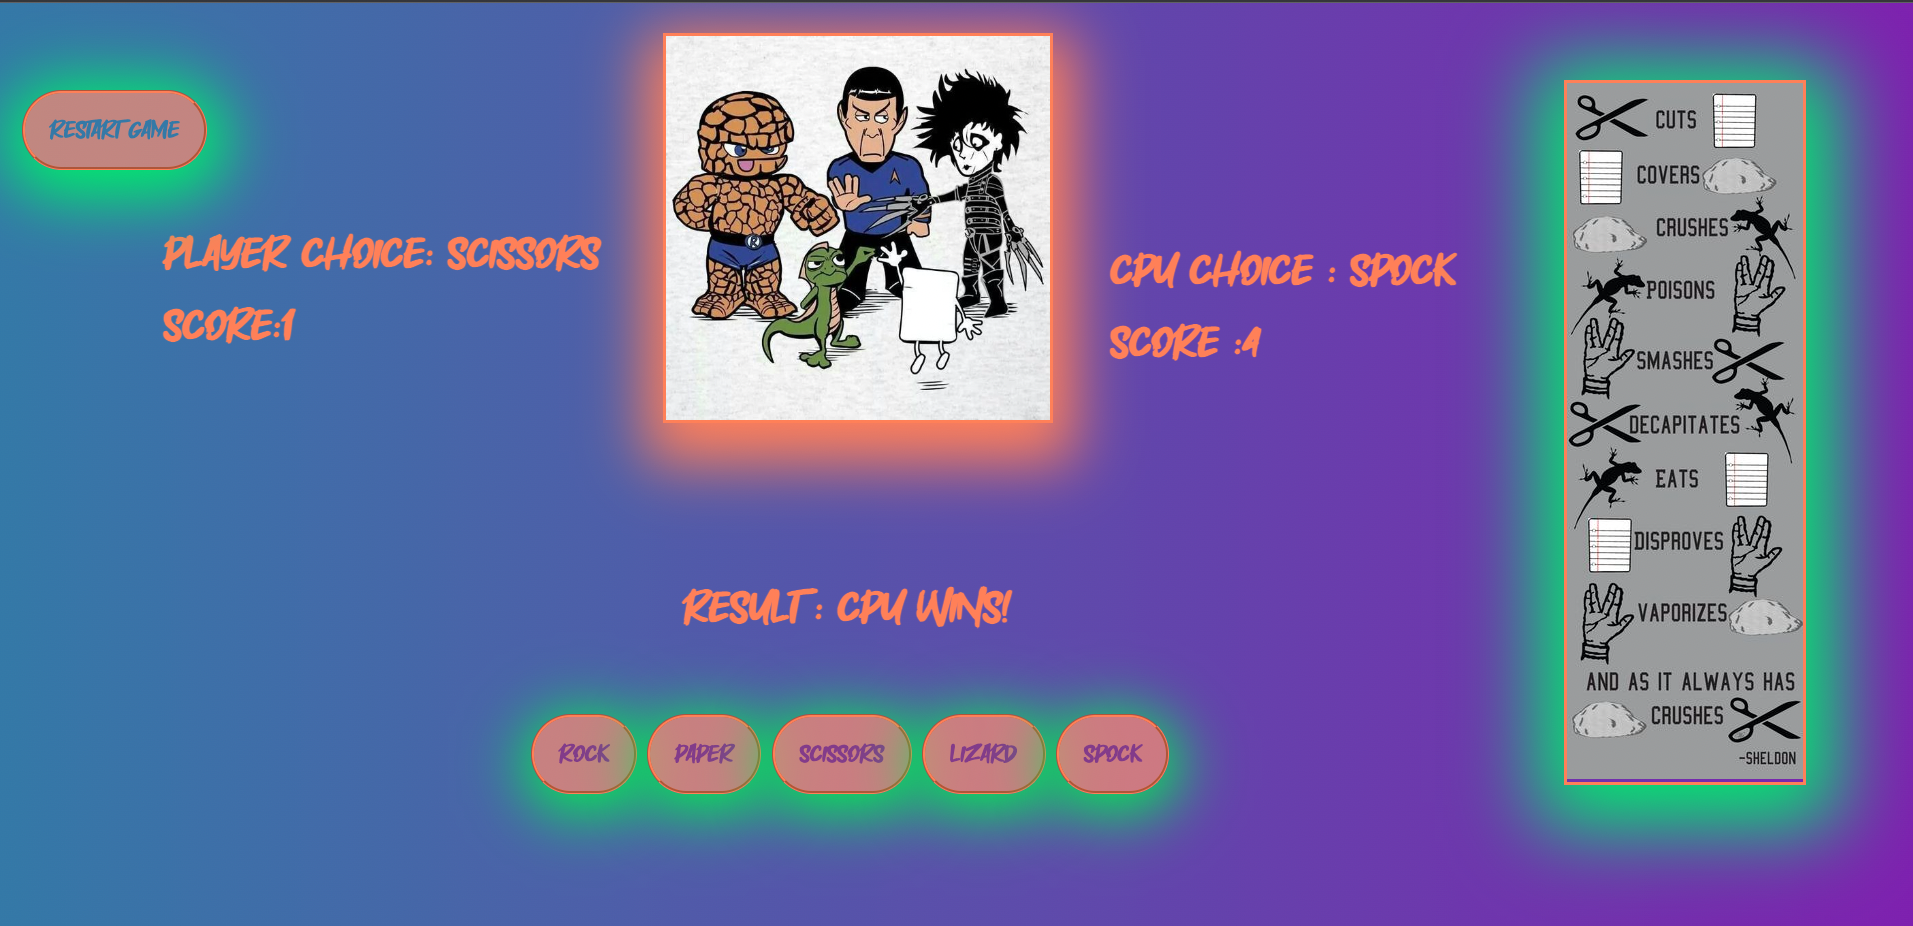 RESTART GAME
PLAYER CHOICE: SCISSORS
SCORE:1
CPU CHOICE : SPOCK
SCORE :4
RESULT : CPU WINS!
ROCK
PAPER
SCISSORS
LIZARD
SPOCK
CUTS
COVERS
CRUSHES
POISONS
SMASHES
DECAPITATES
EATS
DISPROVES
VAPORIZES
AND AS IT ALWAYS HAS
CRUSHES
-SHELDON